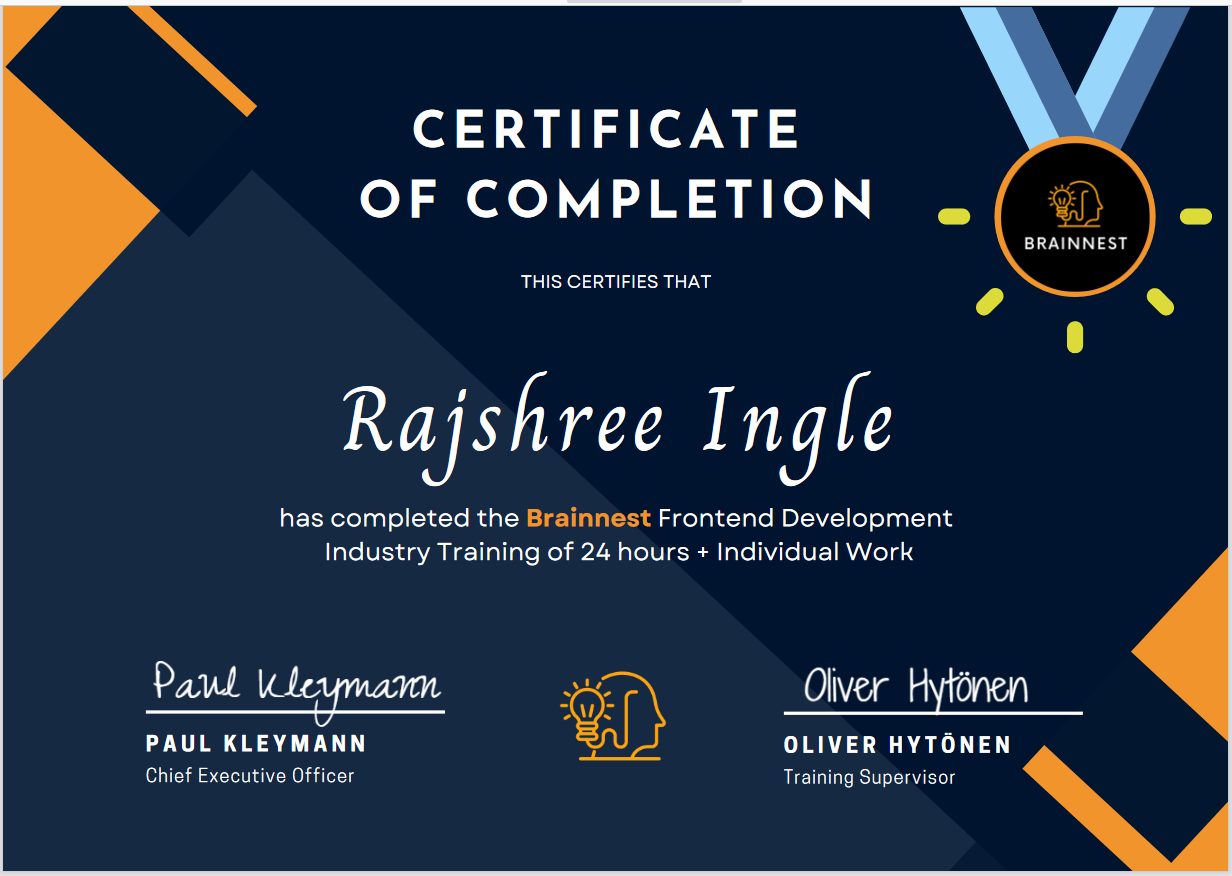 CERTIFICATE
OF COMPLETION
BRAINNEST
THIS CERTIFIES THAT
Rajshree Ingle
has completed the Brainnest Frontend Development
Industry Training of 24 hours + Individual Work
Paul Kleymann
PAUL KLEYMANN
Chief Executive Officer
Oliver Hytönen
OLIVER HYTÖNEN
Training Supervisor